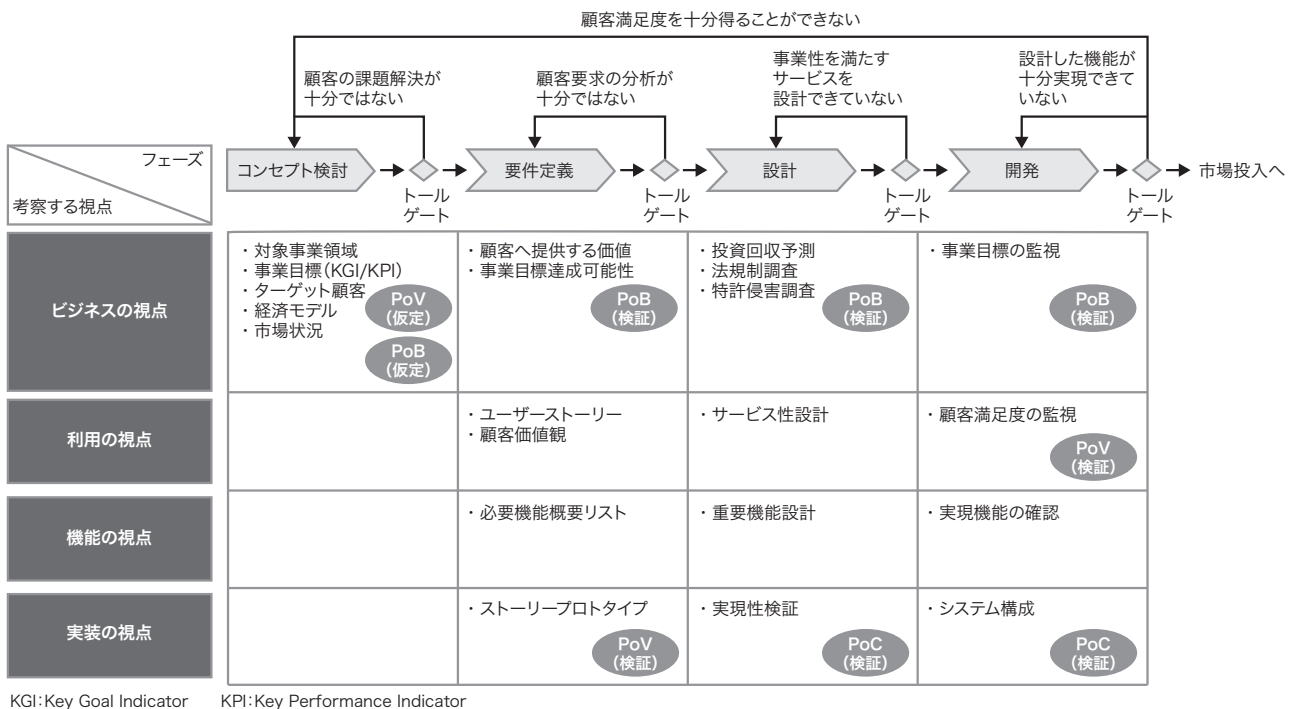 顧客満足度を十分得ることができない
顧客の課題解決が
十分ではない
顧客要求の分析が
十分ではない
事業性を満たす
サービスを
設計できていない
設計した機能が
十分実現できて
いない
フェーズ
考察する視点
コンセプト検討
トール
ゲート
要件定義
トール
ゲート
設計
トール
ゲート
開発
トール
ゲート
市場投入へ
ビジネスの視点
・対象事業領域
・事業目標(KGI/KPI)
・ターゲット顧客
・経済モデル
・市場状況
PoV
(仮定)
PoB
(仮定)
・顧客へ提供する価値
・事業目標達成可能性
PoB
(検証)
・投資回収予測
・法規制調査
・特許侵害調査
PoB
(検証)
・事業目標の監視
PoB
(検証)
利用の視点
・ユーザーストーリー
・顧客価値観
・サービス性設計
・顧客満足度の監視
PoV
(検証)
機能の視点
・必要機能概要リスト
・重要機能設計
・実現機能の確認
実装の視点
・ストーリープロトタイプ
PoV
(検証)
・実現性検証
PoC
(検証)
・システム構成
PoC
(検証)
KGI:Key Goal Indicator KPI:Key Performance Indicator